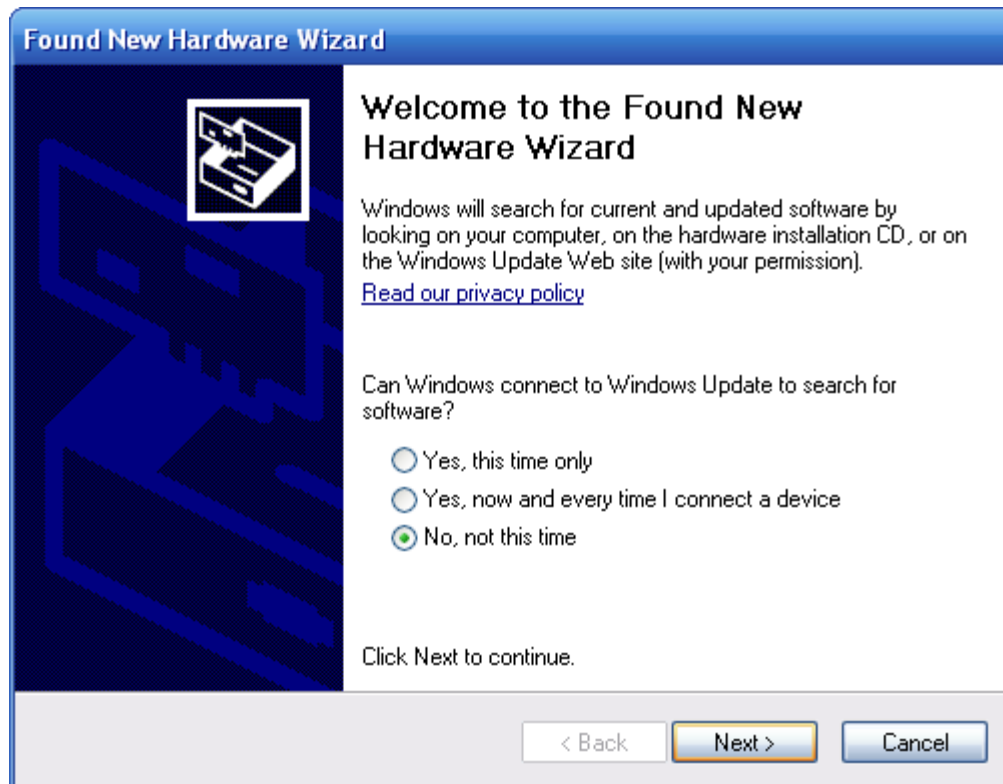 Found New Hardware Wizard
Welcome to the Found New
Hardware Wizard
Windows will search for current and updated software by
looking on your computer, on the hardware installation CD, or on
the Windows Update Web site (with your permission).
Read our privacy policy
Can Windows connect to Windows Update to search for
software?
Yes, this time only
Yes, now and every time I connect a device
No, not this time
Click Next to continue.
< Back Next > Cancel